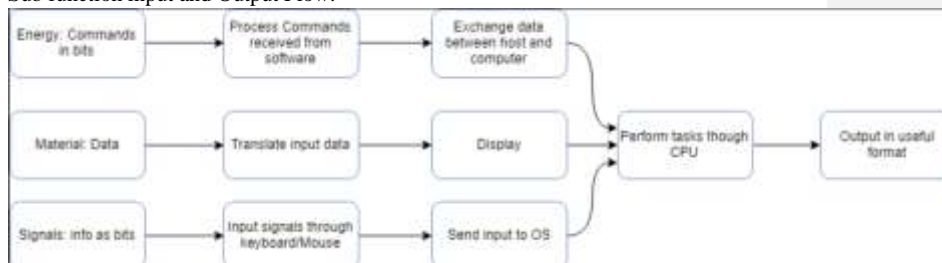 Sub function Input and Output Flow:
Energy: Commands
in bits
Process Commands
received from
software
Exchange data
between host and
computer
Material: Data
Translate input data
Display
Perform tasks though
CPU
Output in useful
format
Signals: info as bits
Input signals through
keyboard/Mouse
Send input to OS